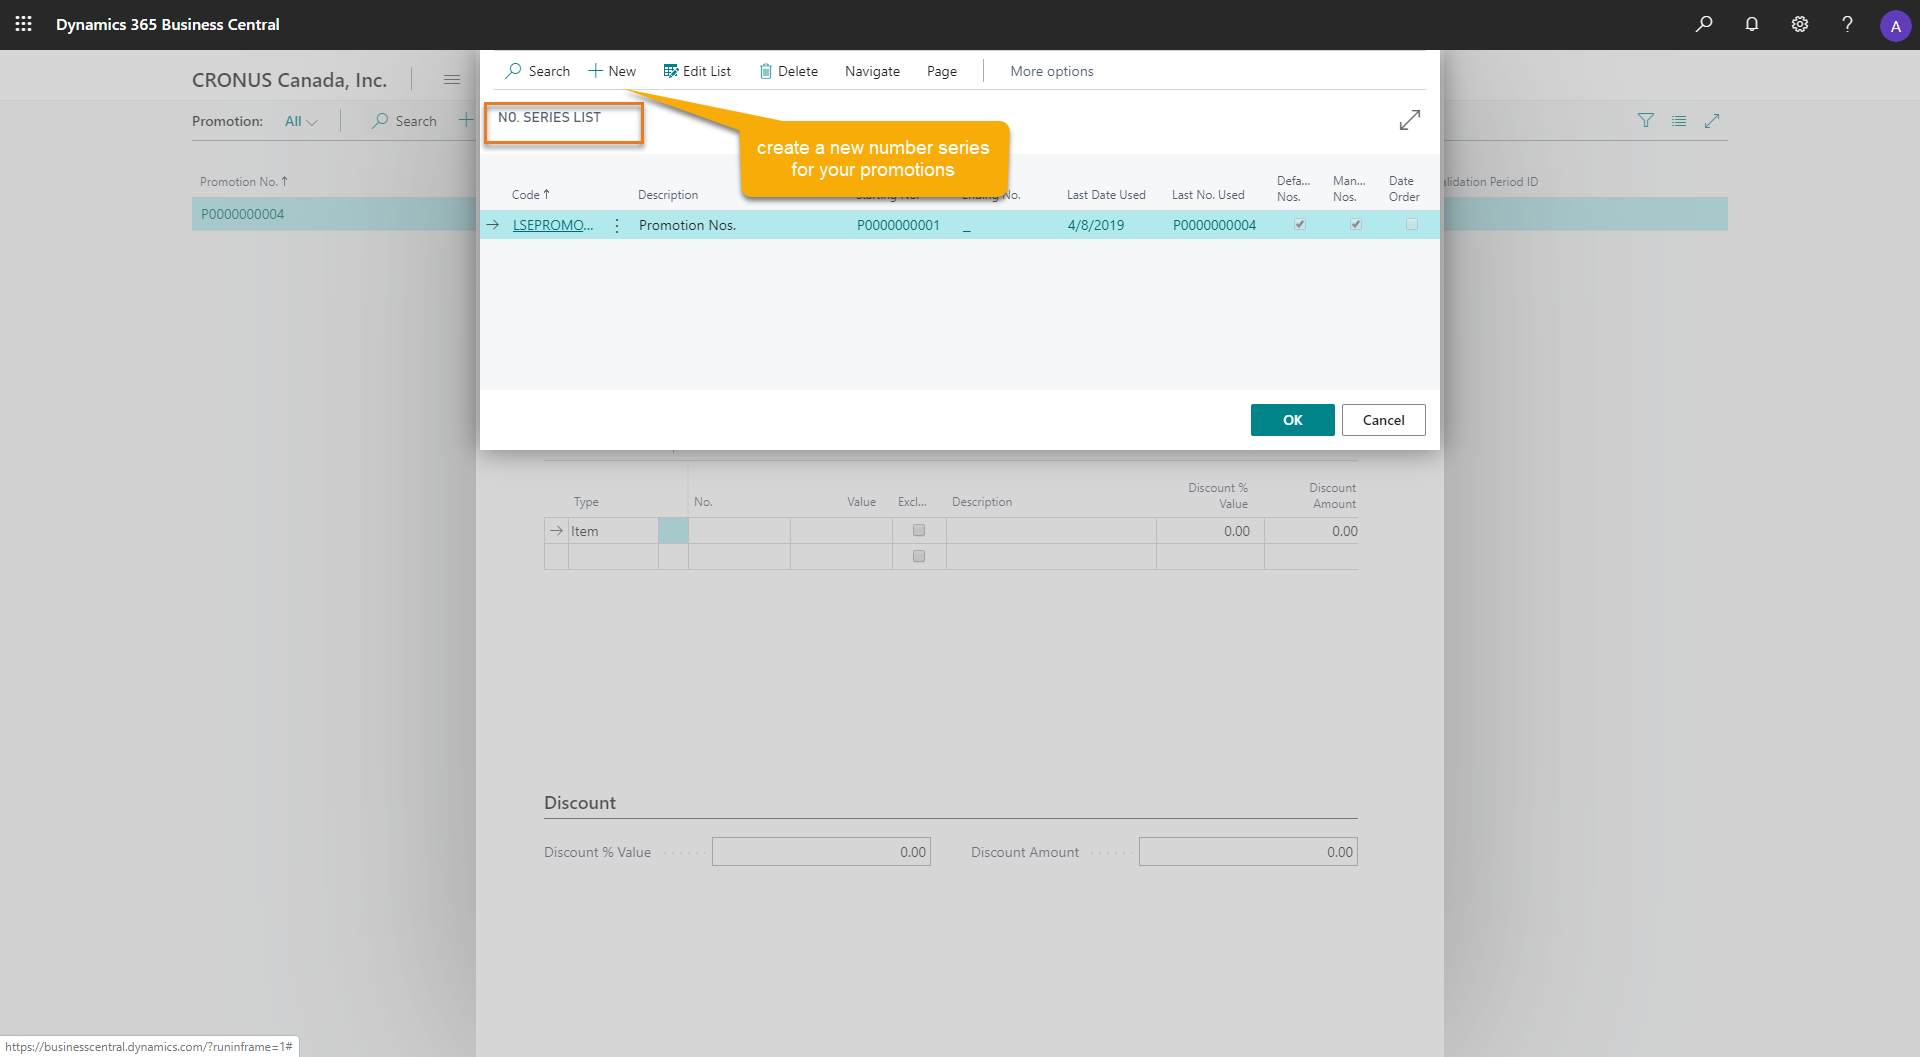 Dynamics 365 Business Central
A
CRONUS Canada, Inc.
Promotion: All Search
Promotion No.
P0000000004
Search New Edit List Delete Navigate Page More options
NO. SERIES LIST
create a new number series
for your promotions
Code Description Starting No. Ending No. Last Date Used Last No. Used Defa... Nos. Man... Nos. Date Order
LSEPROMO... Promotion Nos. P0000000001 _ 4/8/2019 P0000000004
OK Cancel
alidation Period ID
Type No. Value Excl... Description Discount % Value Discount Amount
Item 0.00 0.00
Discount
Discount % Value 0.00 Discount Amount 0.00
https://businesscentral.dynamics.com/?runinframe=1#